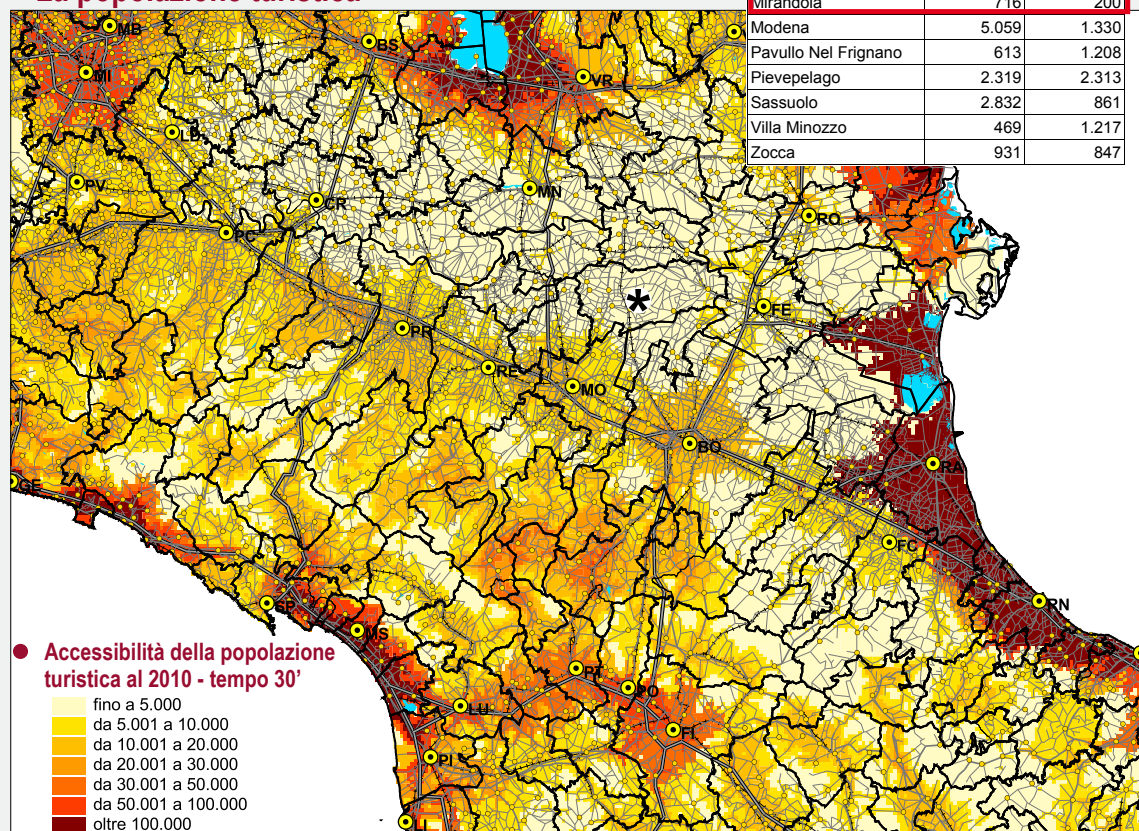 La popolazione turistica
Mirandola 716 200
Modena 5.059 1.330
Pavullo Nel Frignano 613 1.208
Pievepelago 2.319 2.313
Sassuolo 2.832 861
Villa Minozzo 469 1.217
Zocca 931 847
MB
BS
MI
VR
PV
MN
CR
RO
*
FE
PR
RE
MO
BO
RA
GE
FC
RN
SP
MS
PT
PO
LU
FI
PI
LI
Accessibilità della popolazione
turistica al 2010 - tempo 30’
fino a 5.000
da 5.001 a 10.000
da 10.001 a 20.000
da 20.001 a 30.000
da 30.001 a 50.000
da 50.001 a 100.000
oltre 100.000